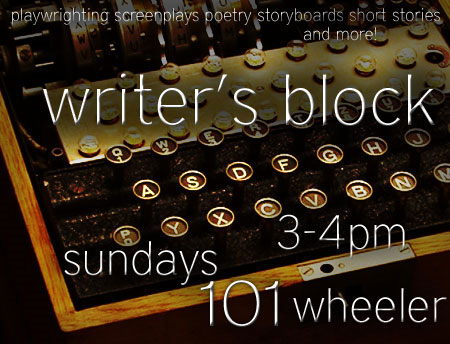 playwrighting screenplays poetry storyboards short stories
and more!
writer's block
Q W E
A S D F G H J
P Y X C V B N M
3-4pm
sundays
101 wheeler